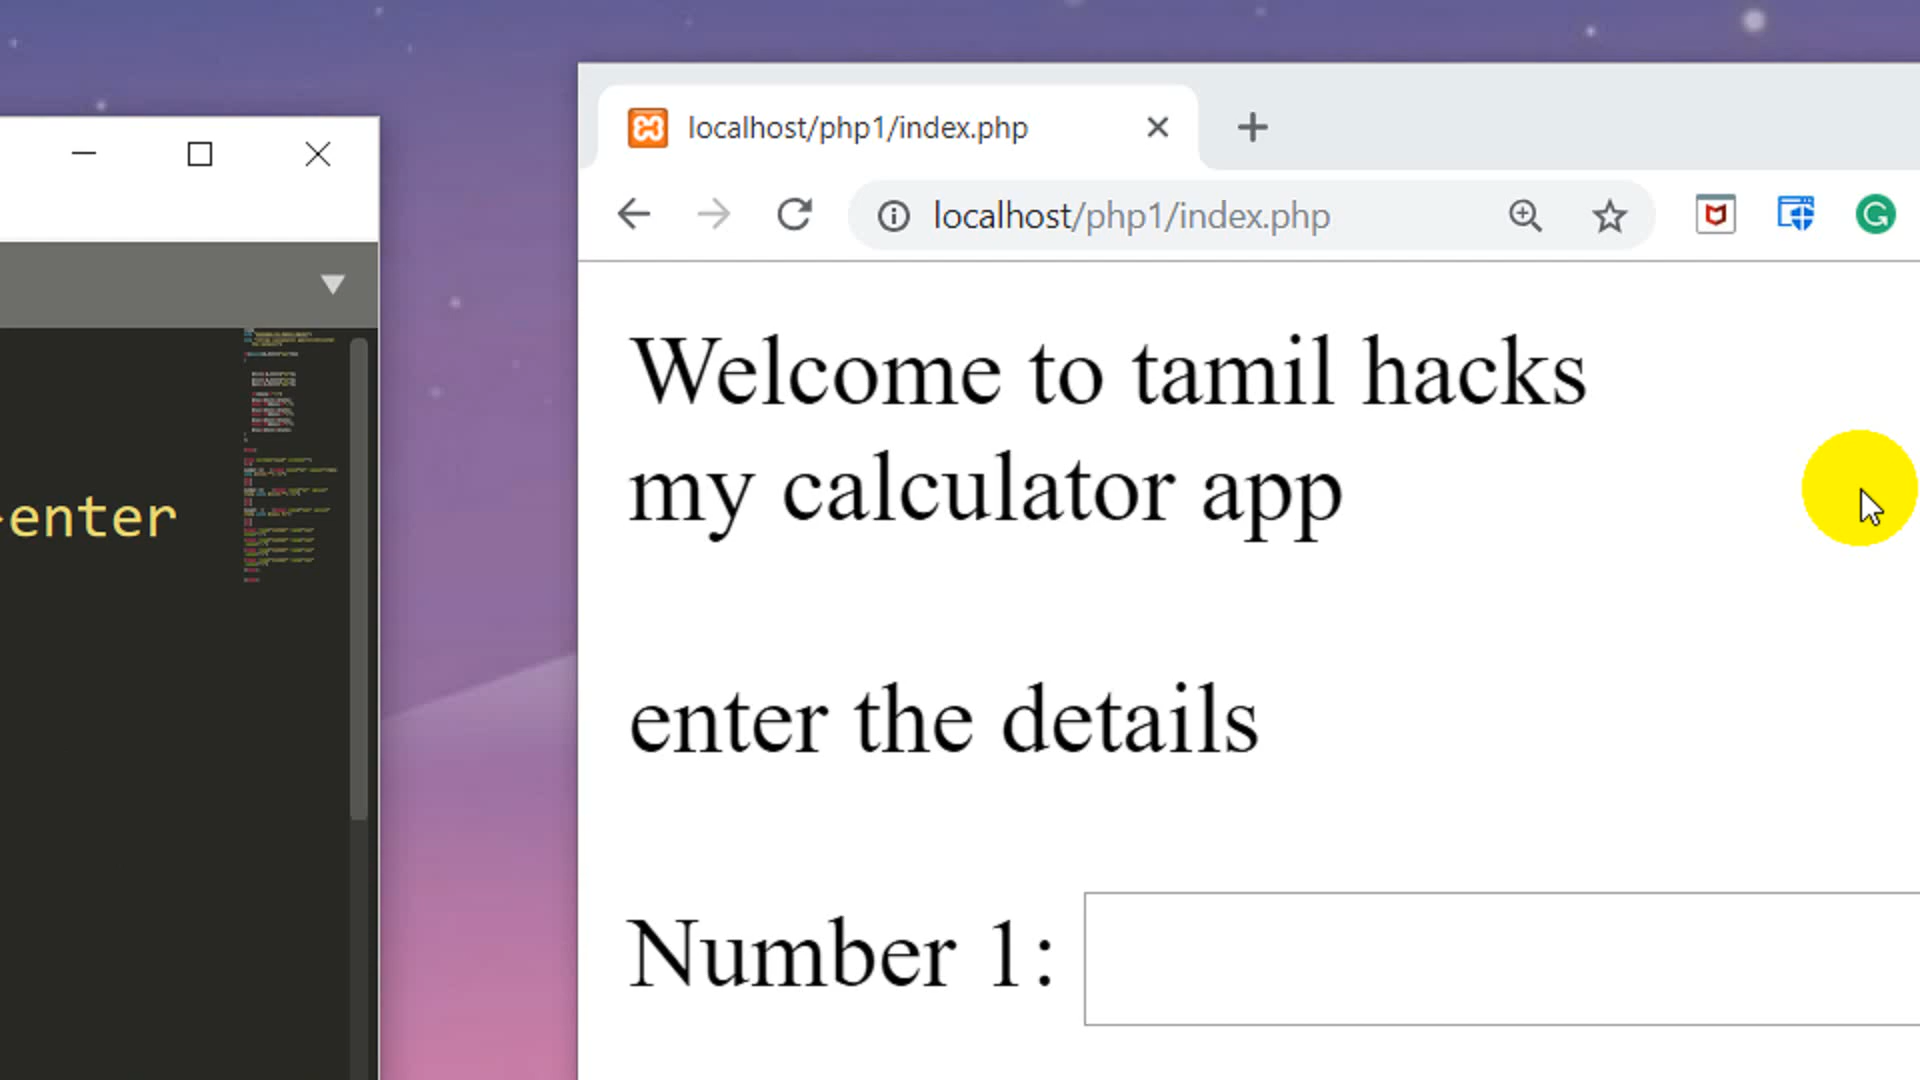 localhost/php1/index.php
localhost/php1/index.php
enter
Welcome to tamil hacks
my calculator app
enter the details
Number 1: